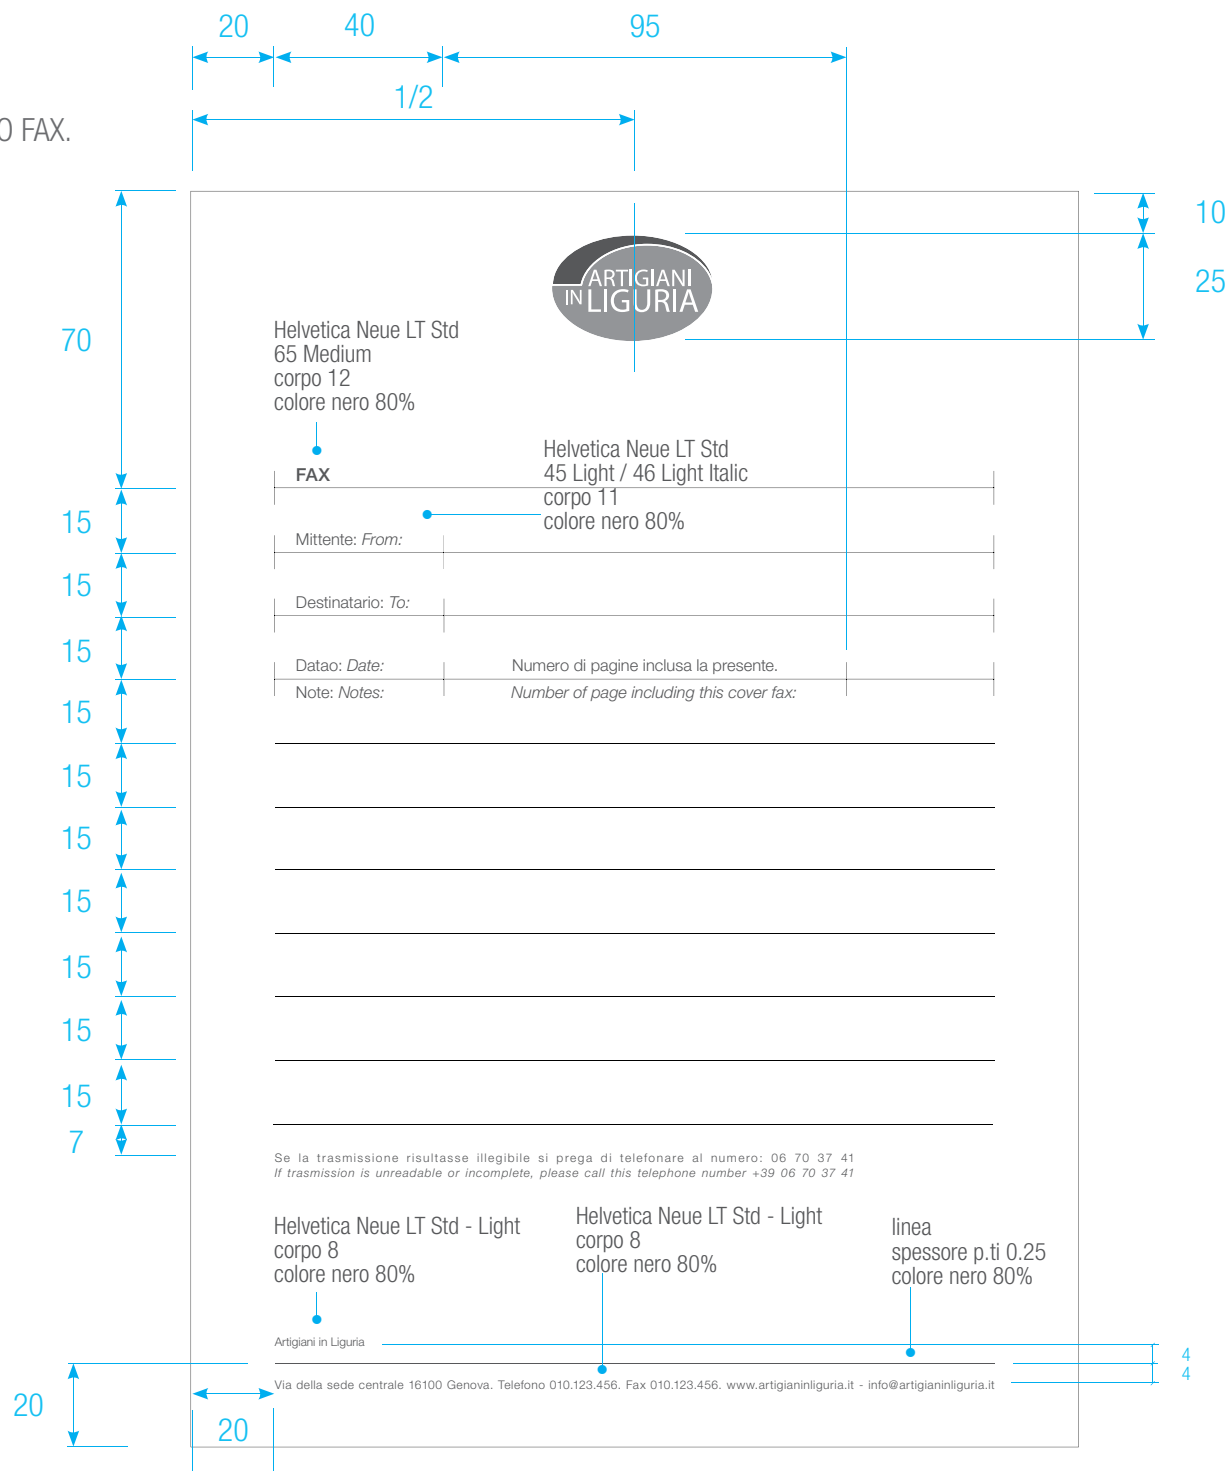 20 40 95
1/2
O FAX.
10
25
70
ARTIGIANI
IN LIGURIA
Helvetica Neue LT Std
65 Medium
corpo 12
colore nero 80%
Helvetica Neue LT Std
45 Light / 46 Light Italic
corpo 11
colore nero 80%
FAX
15
Mittente: From:
15
Destinatario: To:
15
Datao: Date: Numero di pagine inclusa la presente.
Note: Notes: Number of page including this cover fax:
15
15
15
15
15
15
15
7
Se la trasmissione risultasse illegibile si prega di telefonare al numero: 06 70 37 41
If trasmission is unreadable or incomplete, please call this telephone number +39 06 70 37 41
Helvetica Neue LT Std - Light
corpo 8
colore nero 80%
Helvetica Neue LT Std - Light
corpo 8
colore nero 80%
linea
spessore p.ti 0.25
colore nero 80%
Artigiani in Liguria
4
4
Via della sede centrale 16100 Genova. Telefono 010.123.456. Fax 010.123.456. www.artigianinliguria.it - info@artigianinliguria.it
20
20